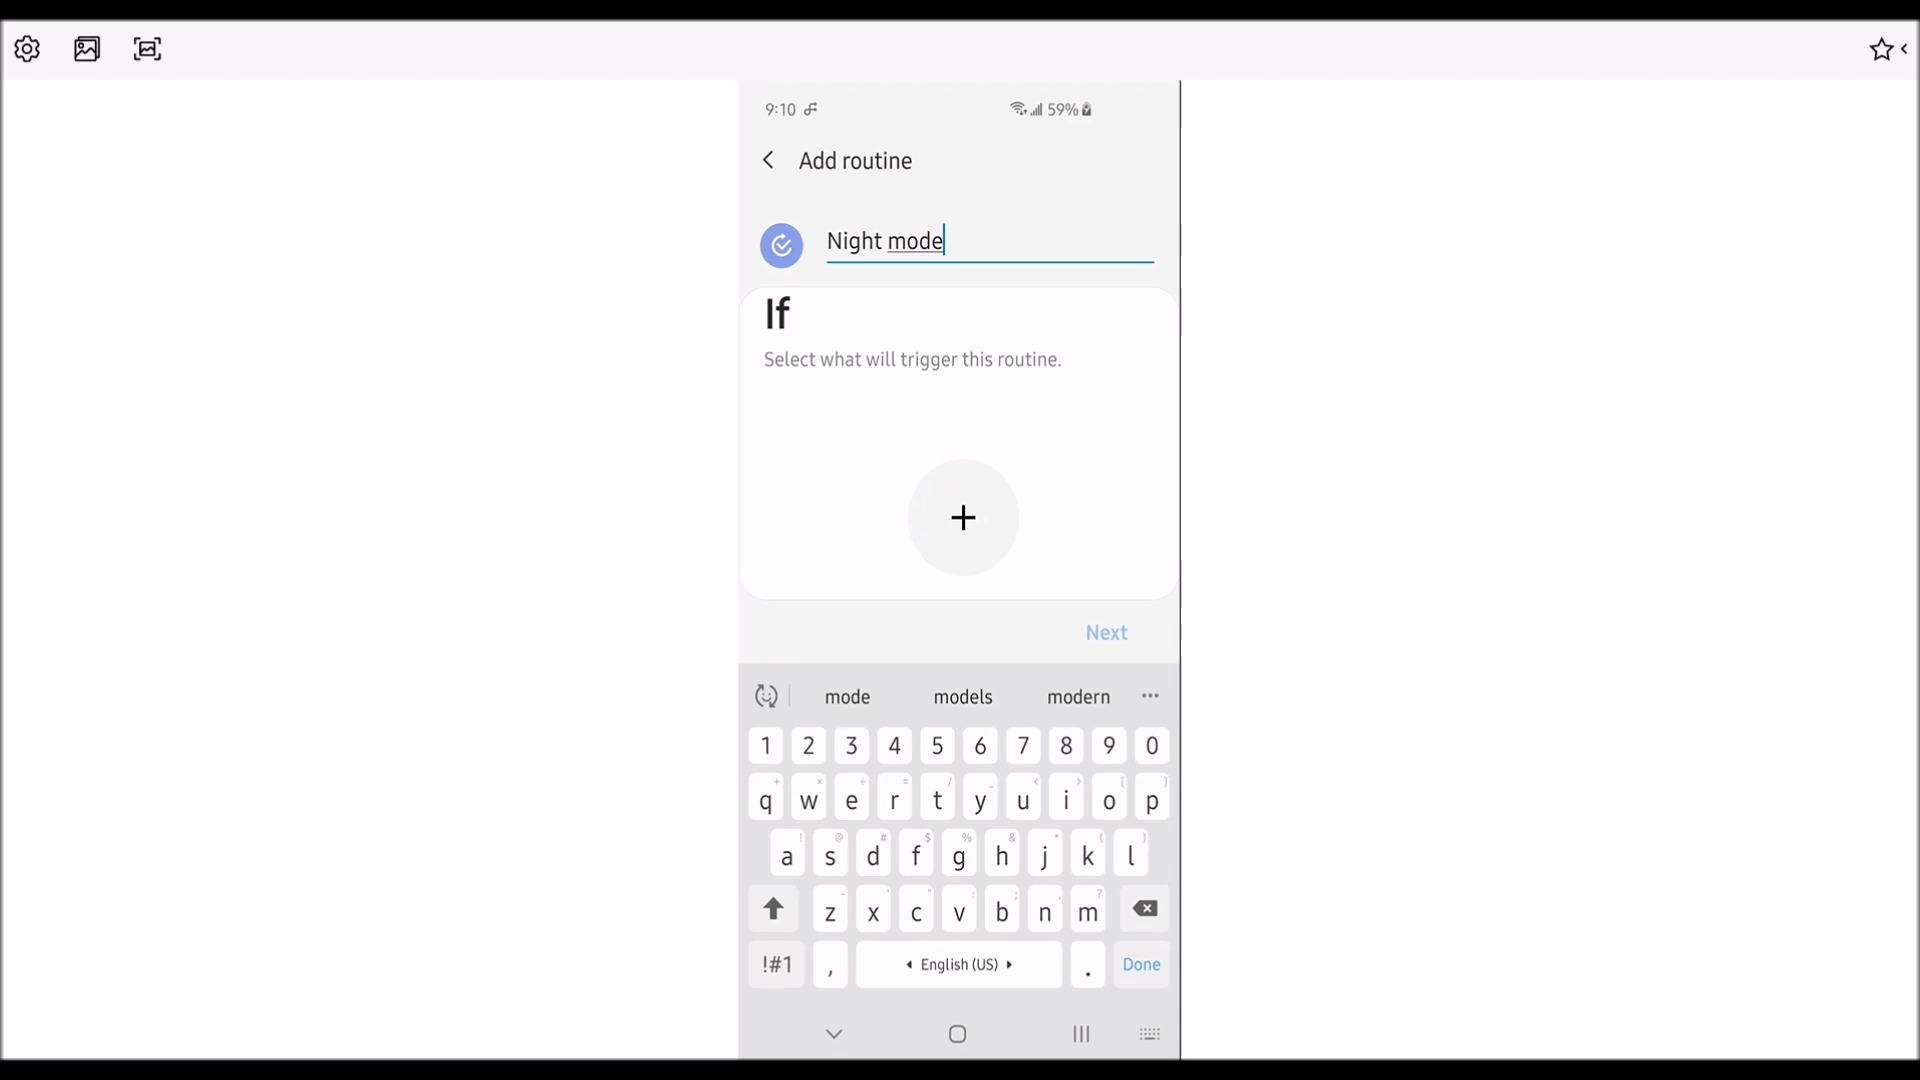 9:10 59%
Add routine
Night mode
If
Select what will trigger this routine.
Next
mode models modern
1 2 3 4 5 6 7 8 9 0
q w e r t y u i o p
a s d f g h j k l
z x c v b n m
!#1 , English (US) . Done